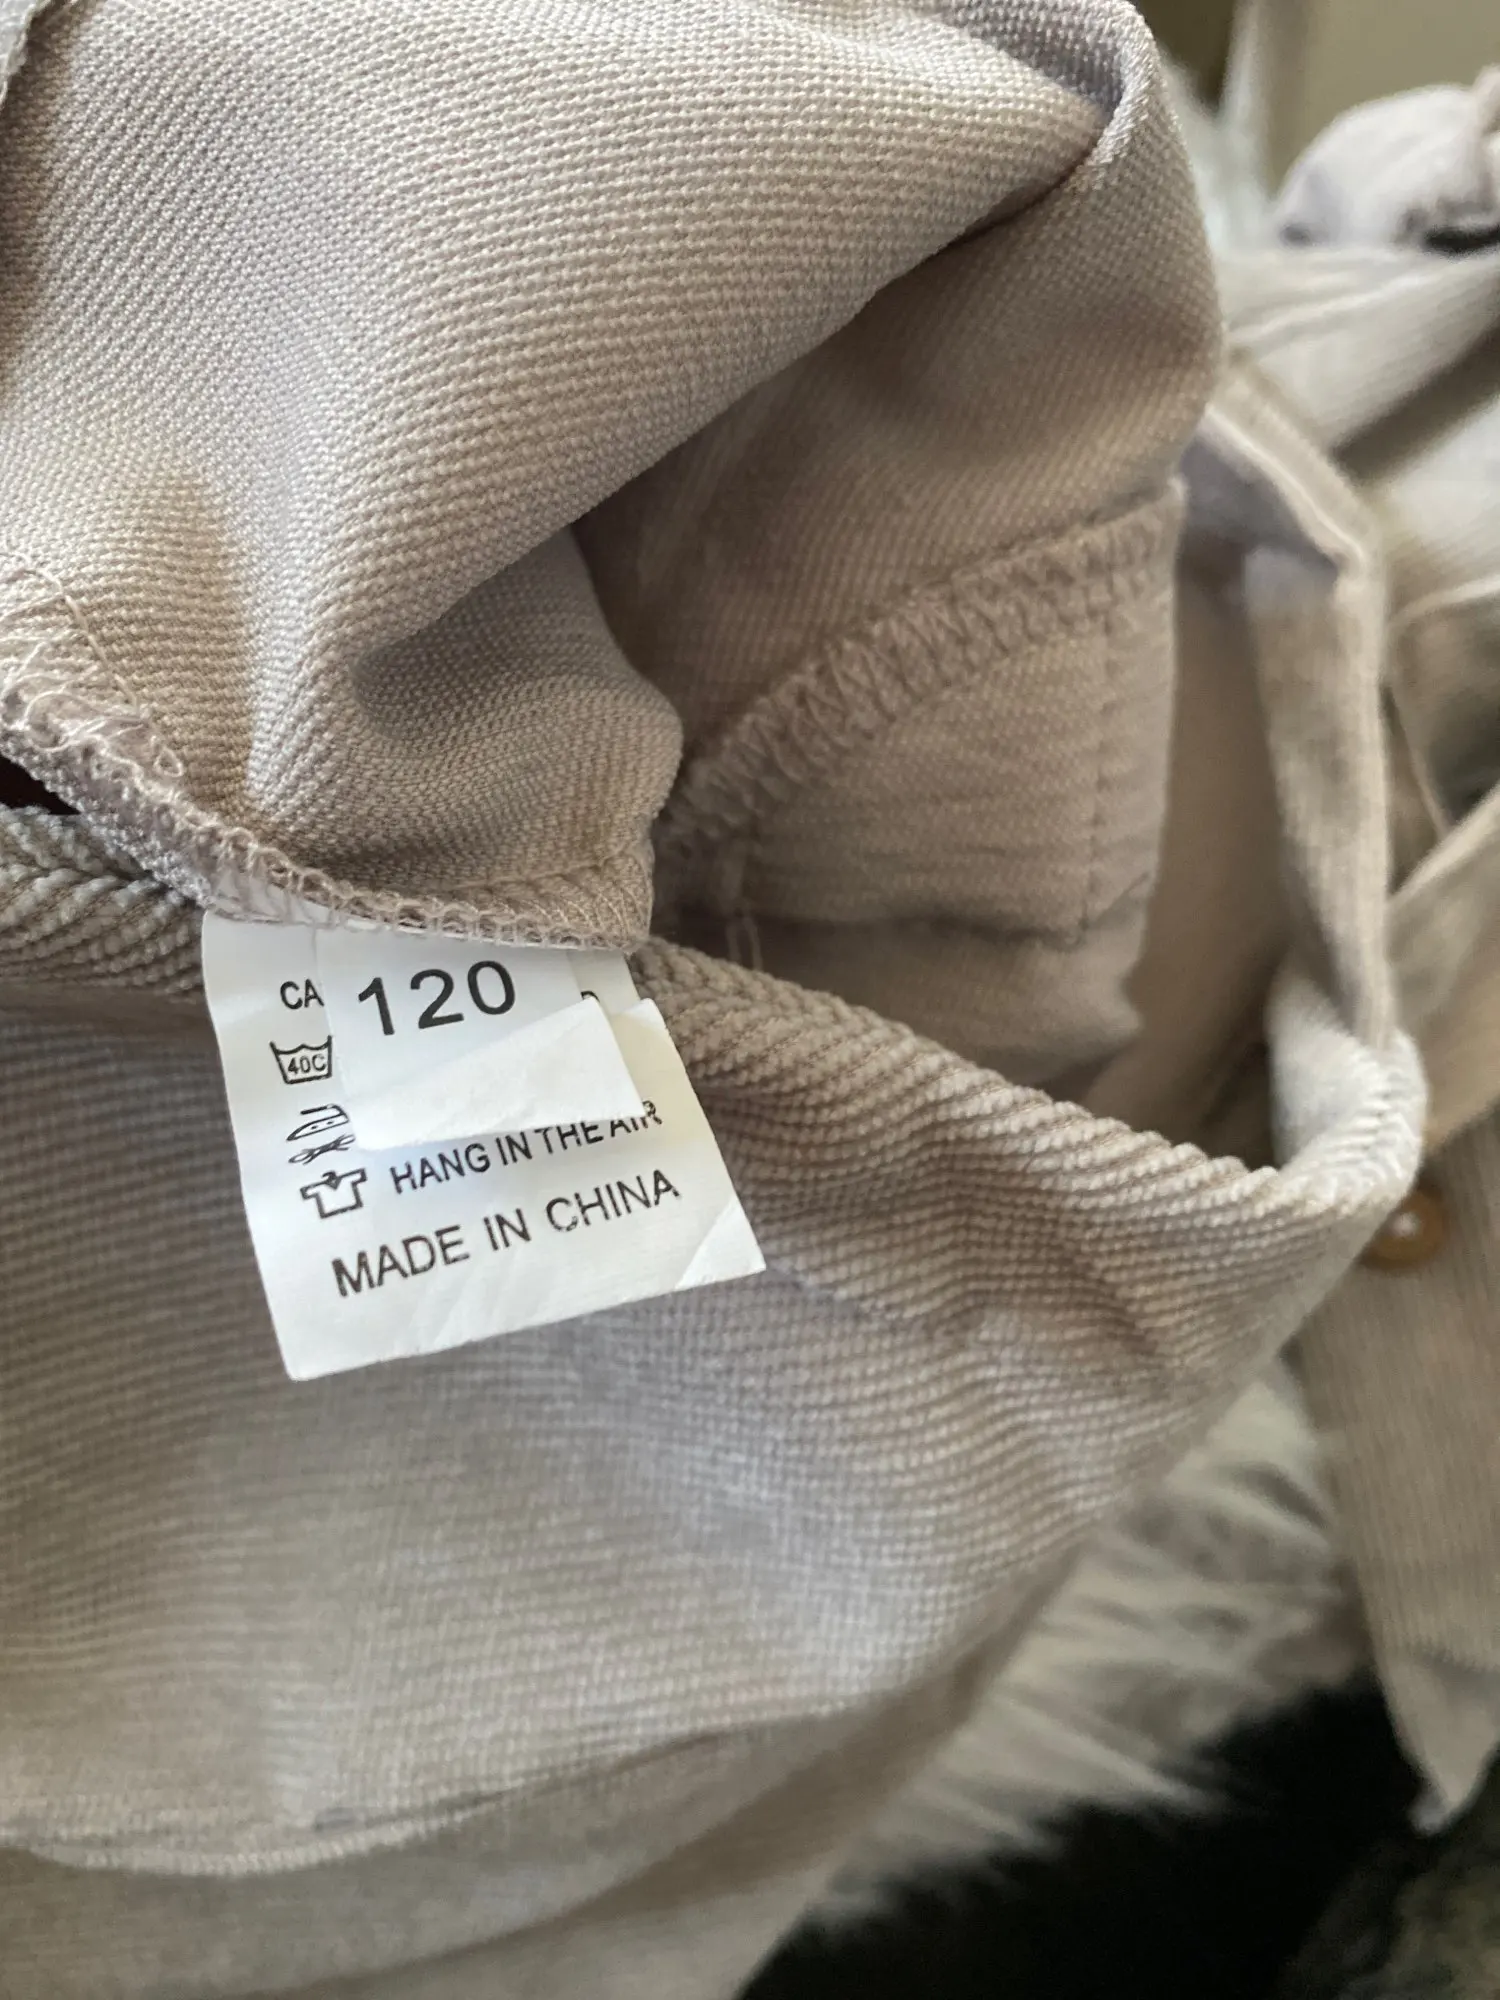 120
CA
40C
HANG IN THE AIR
MADE IN CHINA